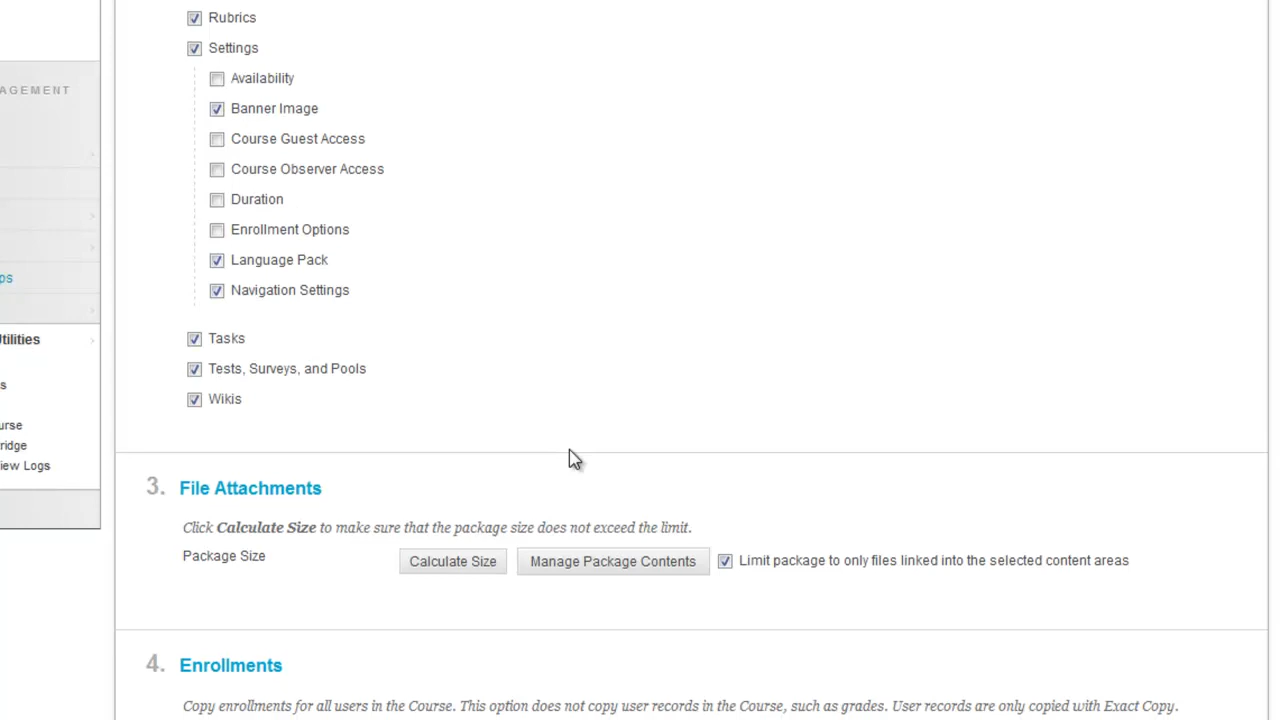 Rubrics
Settings
Availability
AGEMENT
Banner Image
Course Guest Access
Course Observer Access
Duration
Enrollment Options
Language Pack
ps
Navigation Settings
Tasks
Utilities
Tests, Surveys, and Pools
s
Wikis
urse
ridge
iew Logs
3. File Attachments
Click Calculate Size to make sure that the package size does not exceed the limit.
Package Size Calculate Size Manage Package Contents Limit package to only files linked into the selected content areas
4. Enrollments
Copy enrollments for all users in the Course. This option does not copy user records in the Course, such as grades. User records are only copied with Exact Copy.